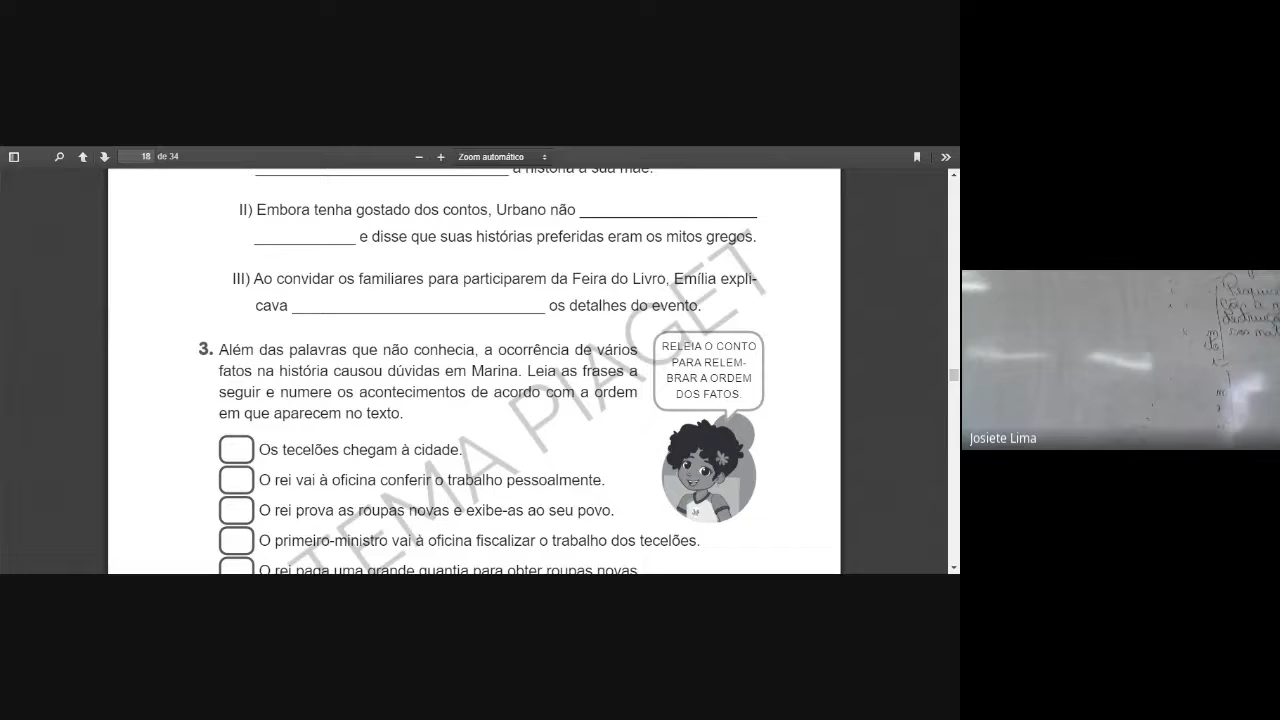 18 de 34
Zoom automático
a história a sua mãe.
II) Embora tenha gostado dos contos, Urbano não
e disse que suas histórias preferidas eram os mitos gregos.
III) Ao convidar os familiares para participarem da Feira do Livro, Emília expli-
cava os detalhes do evento.
3. Além das palavras que não conhecia, a ocorrência de vários
fatos na história causou dúvidas em Marina. Leia as frases a
seguir e numere os acontecimentos de acordo com a ordem
em que aparecem no texto.
RELEIA O CONTO
PARA RELEM-
BRAR A ORDEM
DOS FATOS.
Os tecelões chegam à cidade.
O rei vai à oficina conferir o trabalho pessoalmente.
O rei prova as roupas novas e exibe-as ao seu povo.
O primeiro-ministro vai à oficina fiscalizar o trabalho dos tecelões.
O rei paga uma grande quantia para obter roupas novas
TEMA PIAGET
Josiete Lima